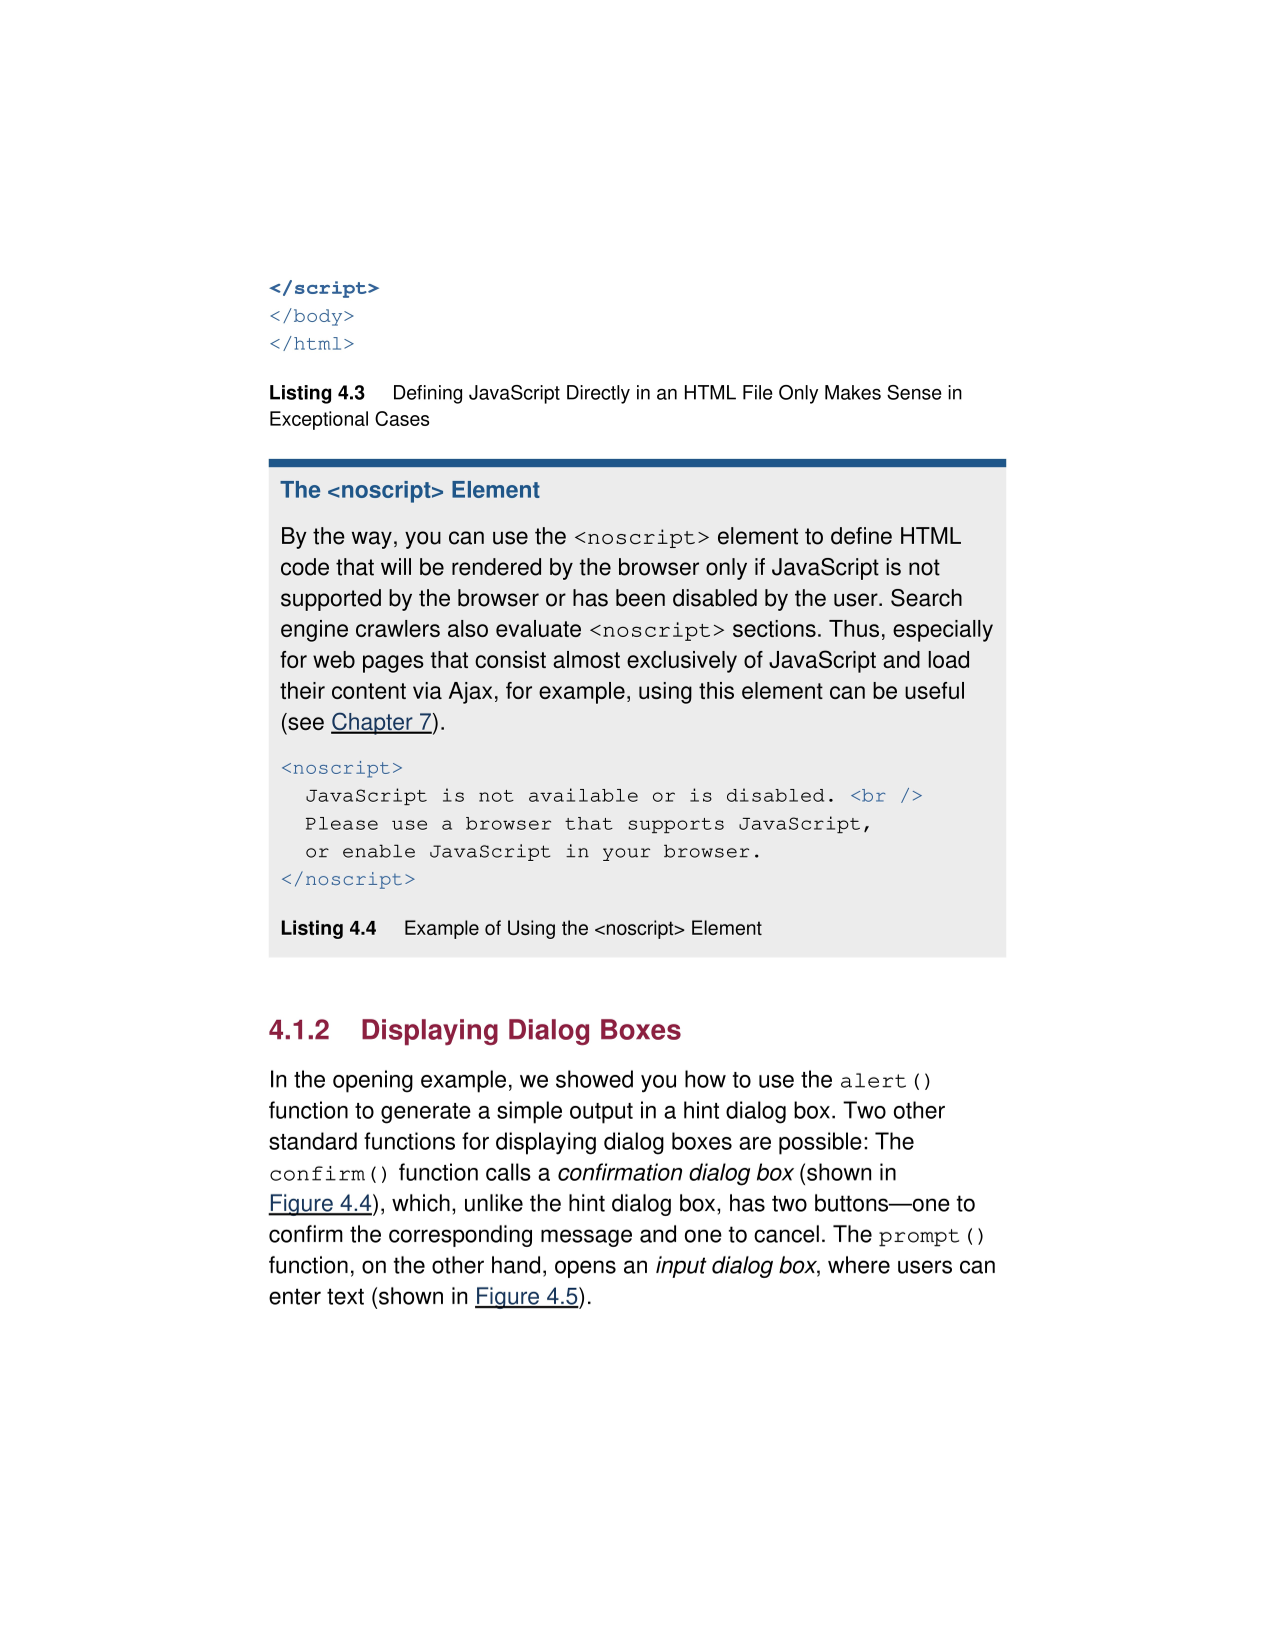 </script>
</body>
</html>
Listing 4.3 Defining JavaScript Directly in an HTML File Only Makes Sense in
Exceptional Cases
The <noscript> Element
By the way, you can use the <noscript> element to define HTML
code that will be rendered by the browser only if JavaScript is not
supported by the browser or has been disabled by the user. Search
engine crawlers also evaluate <noscript> sections. Thus, especially
for web pages that consist almost exclusively of JavaScript and load
their content via Ajax, for example, using this element can be useful
(see Chapter 7).
<noscript>
  JavaScript is not available or is disabled. <br />
  Please use a browser that supports JavaScript,
  or enable JavaScript in your browser.
</noscript>
Listing 4.4 Example of Using the <noscript> Element
4.1.2 Displaying Dialog Boxes
In the opening example, we showed you how to use the alert()
function to generate a simple output in a hint dialog box. Two other
standard functions for displaying dialog boxes are possible: The
confirm() function calls a confirmation dialog box (shown in
Figure 4.4), which, unlike the hint dialog box, has two buttons—one to
confirm the corresponding message and one to cancel. The prompt()
function, on the other hand, opens an input dialog box, where users can
enter text (shown in Figure 4.5).